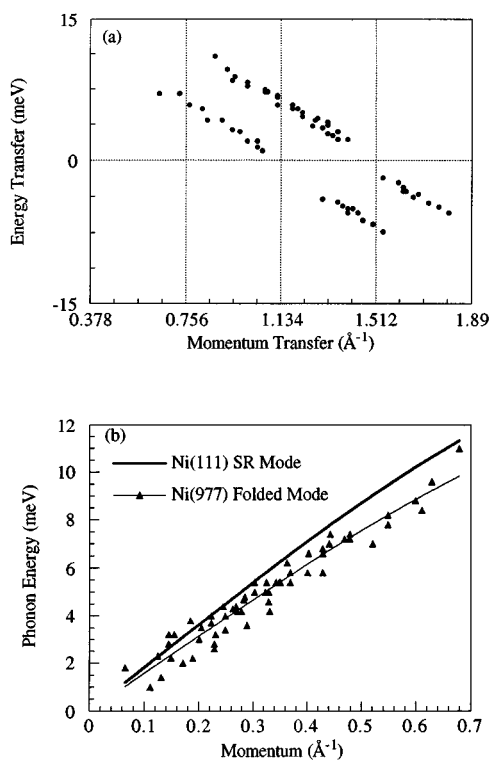 (a)
15
0
-15
Energy Transfer (meV)
0.378 0.756 1.134 1.512 1.89
Momentum Transfer (Å⁻¹)
(b)
Ni(111) SR Mode
Ni(977) Folded Mode
12
10
8
6
4
2
0
Phonon Energy (meV)
0 0.1 0.2 0.3 0.4 0.5 0.6 0.7
Momentum (Å⁻¹)